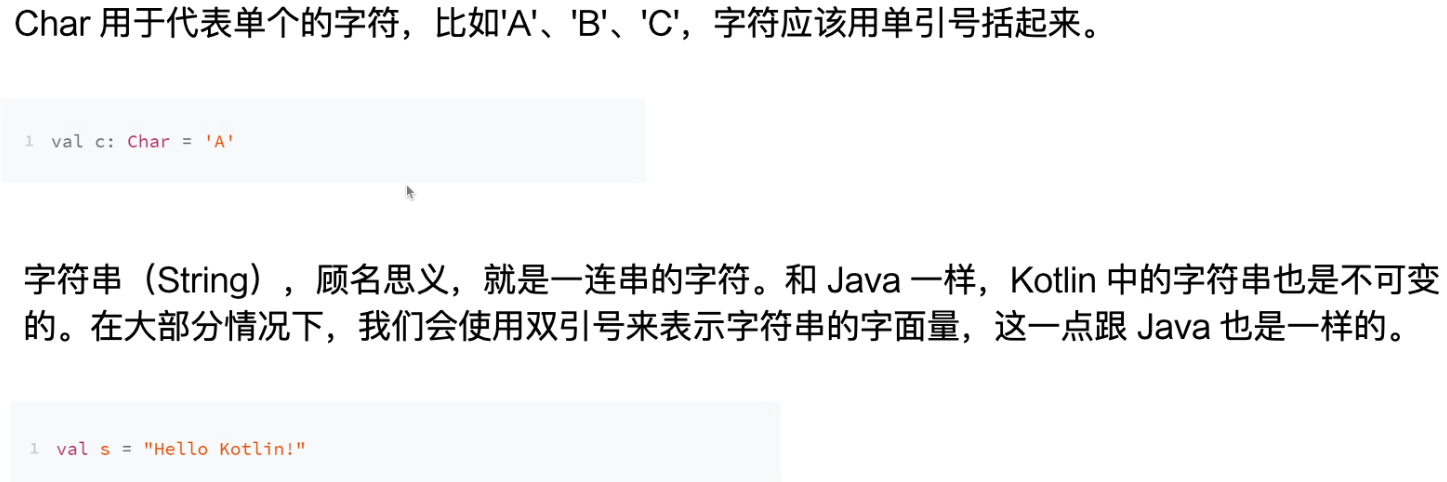 Char 用于代表单个的字符，比如'A'、'B'、'C'，字符应该用单引号括起来。
1 val c: Char = 'A'
字符串（String），顾名思义，就是一连串的字符。和 Java 一样，Kotlin 中的字符串也是不可变
的。在大部分情况下，我们会使用双引号来表示字符串的字面量，这一点跟 Java 也是一样的。
1 val s = "Hello Kotlin!"